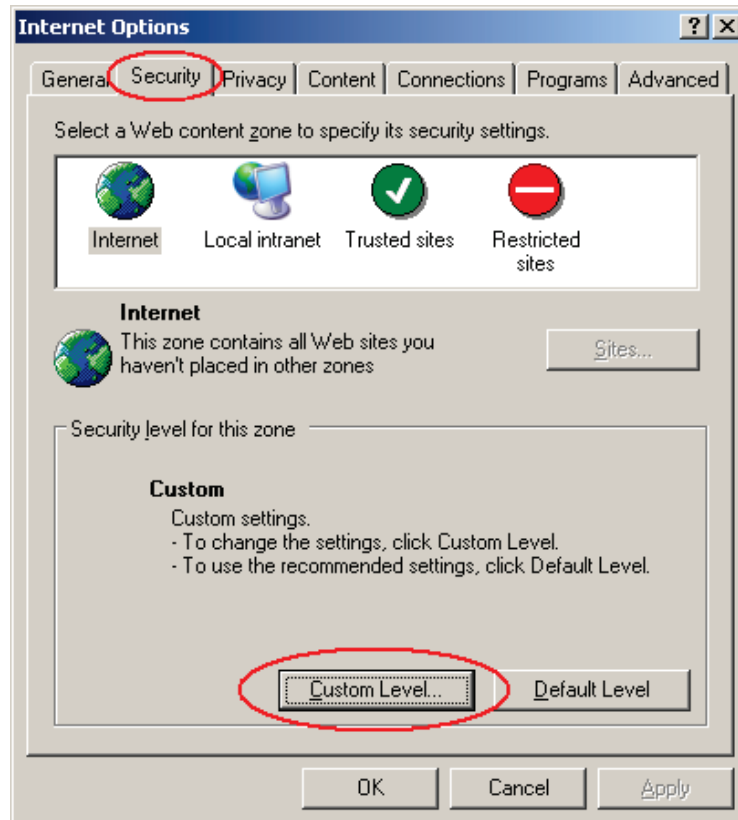 Internet Options
General Security Privacy Content Connections Programs Advanced
Select a Web content zone to specify its security settings.
Internet Local intranet Trusted sites Restricted
sites
Internet
This zone contains all Web sites you
haven't placed in other zones
Sites...
Security level for this zone
Custom
Custom settings.
- To change the settings, click Custom Level.
- To use the recommended settings, click Default Level.
Custom Level... Default Level
OK Cancel Apply